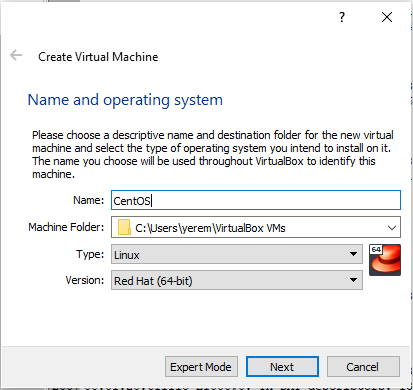 ?
Create Virtual Machine
Name and operating system
Please choose a descriptive name and destination folder for the new virtual
machine and select the type of operating system you intend to install on it.
The name you choose will be used throughout VirtualBox to identify this
machine.
Name: CentOS
Machine Folder: C:\Users\yerem\VirtualBox VMs
Type: Linux
64
Version: Red Hat (64-bit)
Expert Mode Next Cancel